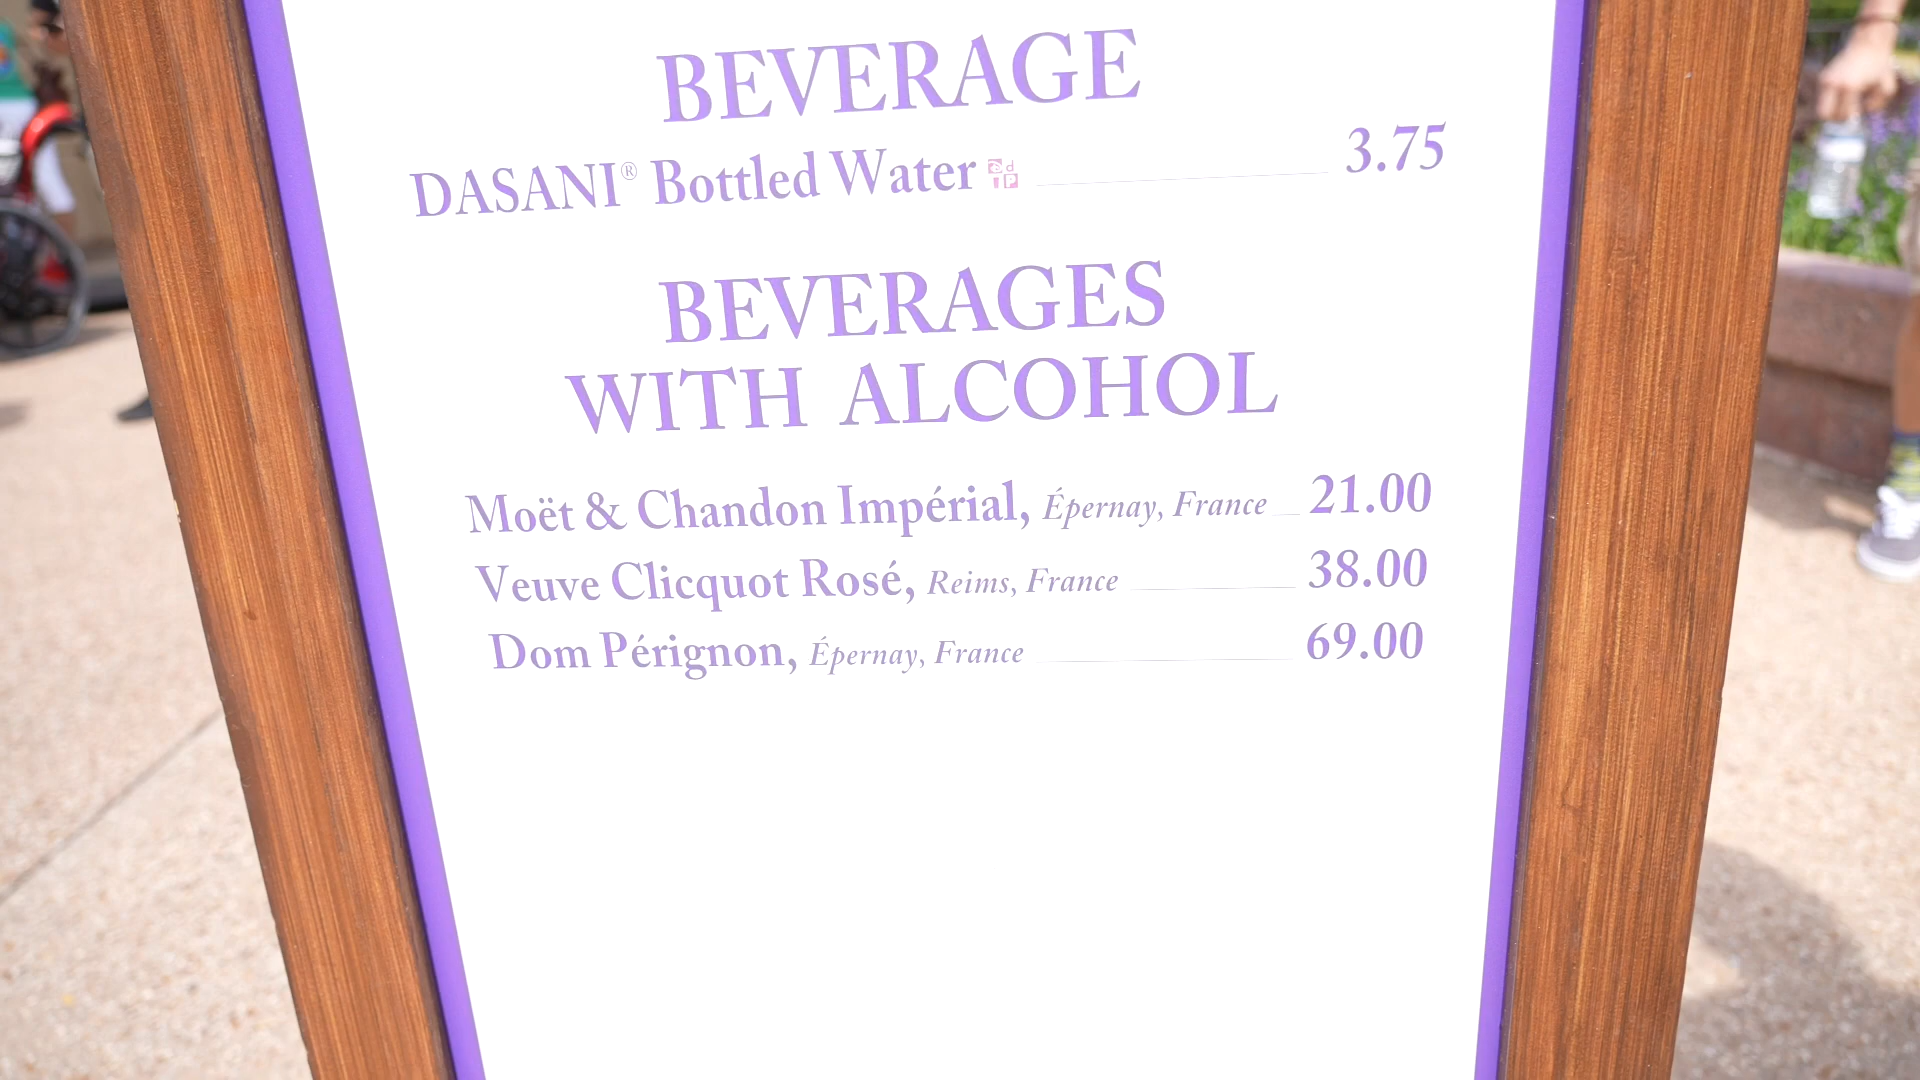 BEVERAGE
DASANI® Bottled Water 3.75
BEVERAGES
WITH ALCOHOL
Moët & Chandon Impérial, Épernay, France 21.00
Veuve Clicquot Rosé, Reims, France 38.00
Dom Pérignon, Épernay, France 69.00